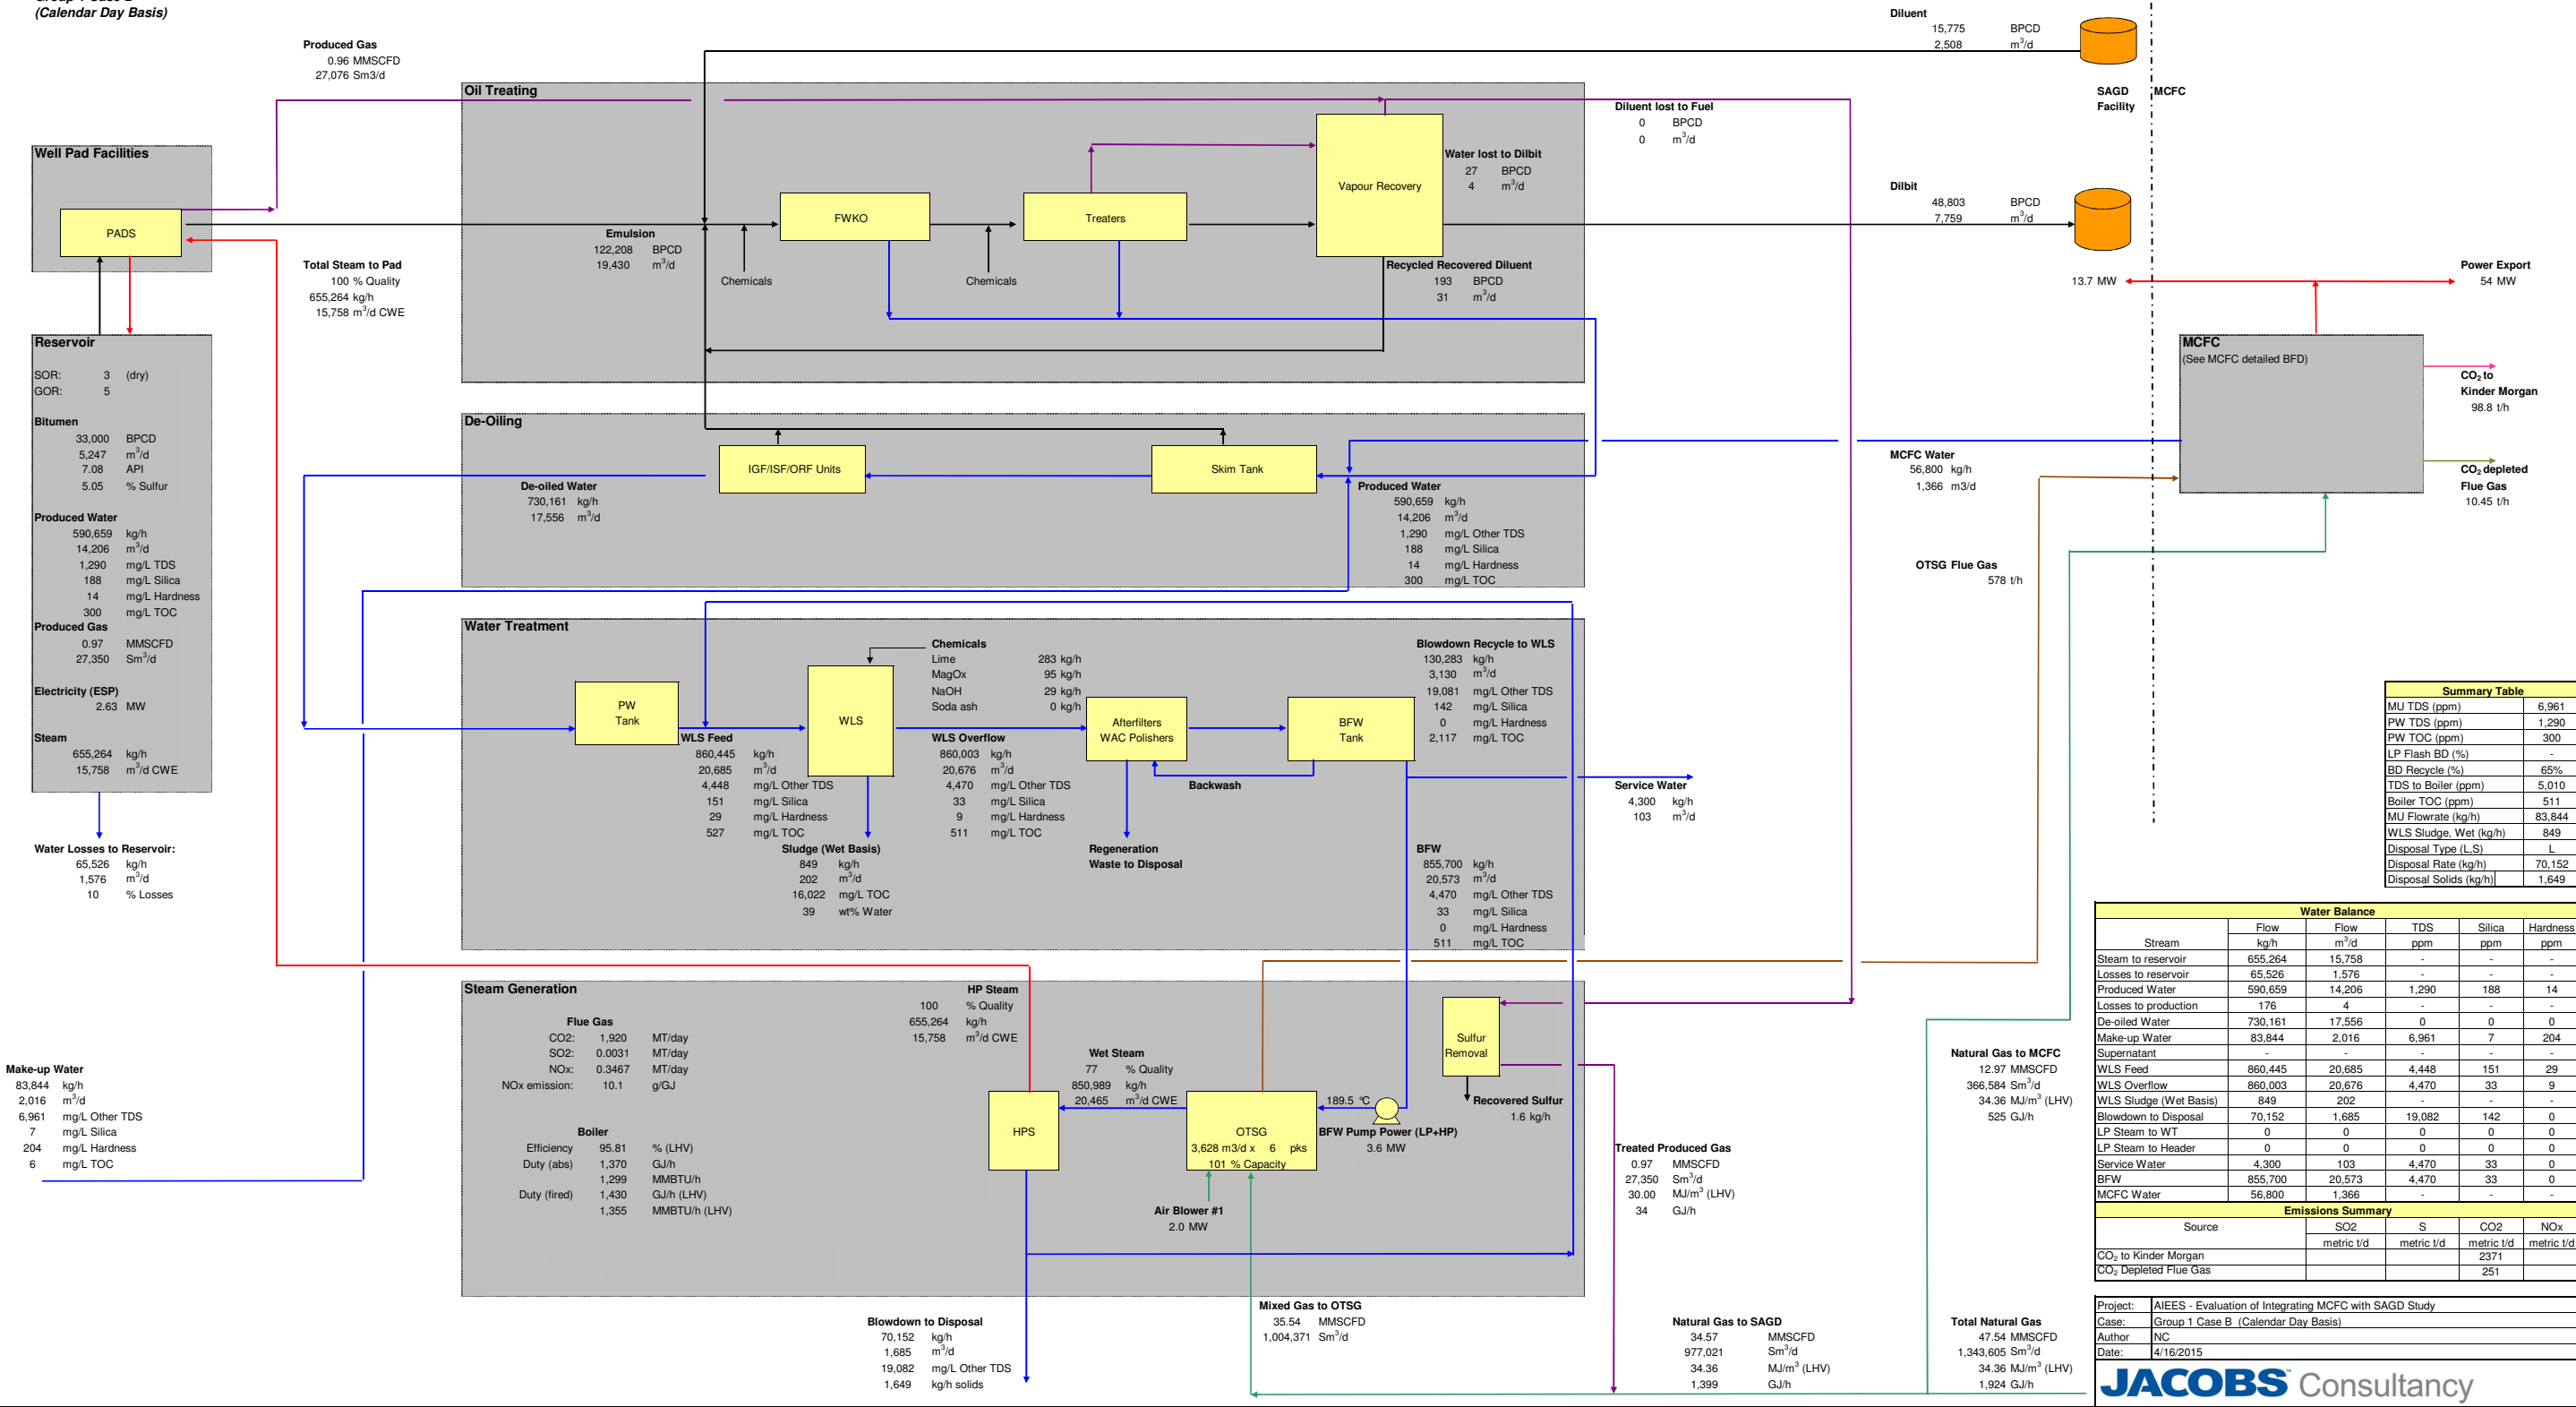 (Calendar Day Basis)
Produced Gas
0.96 MMSCFD
27,076 Sm3/d
Diluent
15,775 BPCD
2,508 m³/d
SAGD Facility
MCFC
Oil Treating
Diluent lost to Fuel
0 BPCD
0 m³/d
Well Pad Facilities
PADS
Vapour Recovery
Water lost to Dilbit
27 BPCD
4 m³/d
FWKO
Treaters
Dilbit
48,803 BPCD
7,759 m³/d
Emulsion
122,208 BPCD
19,430 m³/d
Chemicals
Chemicals
Recycled Recovered Diluent
193 BPCD
31 m³/d
Total Steam to Pad
100 % Quality
655,264 kg/h
15,758 m³/d CWE
13.7 MW
Power Export
54 MW
Reservoir
SOR: 3 (dry)
GOR: 5
Bitumen
33,000 BPCD
5,247 m³/d
7.08 API
5.05 % Sulfur
Produced Water
590,659 kg/h
14,206 m³/d
1,290 mg/L TDS
188 mg/L Silica
14 mg/L Hardness
300 mg/L TOC
Produced Gas
0.97 MMSCFD
27,350 Sm³/d
Electricity (ESP)
2.63 MW
Steam
655,264 kg/h
15,758 m³/d CWE
Water Losses to Reservoir:
65,526 kg/h
1,576 m³/d
10 % Losses
MCFC
(See MCFC detailed BFD)
CO₂ to
Kinder Morgan
98.8 t/h
CO₂ depleted
Flue Gas
10.45 t/h
De-Oiling
IGF/ISF/ORF Units
Skim Tank
De-oiled Water
730,161 kg/h
17,556 m³/d
Produced Water
590,659 kg/h
14,206 m³/d
1,290 mg/L Other TDS
188 mg/L Silica
14 mg/L Hardness
300 mg/L TOC
MCFC Water
56,800 kg/h
1,366 m3/d
OTSG Flue Gas
578 t/h
Water Treatment
PW
Tank
WLS
Chemicals
Lime 283 kg/h
MagOx 95 kg/h
NaOH 29 kg/h
Soda ash 0 kg/h
Afterfilters
WAC Polishers
BFW
Tank
Blowdown Recycle to WLS
130,283 kg/h
3,130 m³/d
19,081 mg/L Other TDS
142 mg/L Silica
0 mg/L Hardness
2,117 mg/L TOC
WLS Feed
860,445 kg/h
20,685 m³/d
4,448 mg/L Other TDS
151 mg/L Silica
29 mg/L Hardness
527 mg/L TOC
WLS Overflow
860,003 kg/h
20,676 m³/d
4,470 mg/L Other TDS
33 mg/L Silica
9 mg/L Hardness
511 mg/L TOC
Backwash
Service Water
4,300 kg/h
103 m³/d
Sludge (Wet Basis)
849 kg/h
202 m³/d
16,022 mg/L TOC
39 wt% Water
Regeneration
Waste to Disposal
BFW
855,700 kg/h
20,573 m³/d
4,470 mg/L Other TDS
33 mg/L Silica
0 mg/L Hardness
511 mg/L TOC
Summary Table
MU TDS (ppm) 6,961
PW TDS (ppm) 1,290
PW TOC (ppm) 300
LP Flash BD (%) -
BD Recycle (%) 65%
TDS to Boiler (ppm) 5,010
Boiler TOC (ppm) 511
MU Flowrate (kg/h) 83,844
WLS Sludge, Wet (kg/h) 849
Disposal Type (L,S) L
Disposal Rate (kg/h) 70,152
Disposal Solids (kg/h) 1,649
Steam Generation
Flue Gas
CO2: 1,920 MT/day
SO2: 0.0031 MT/day
NOx: 0.3467 MT/day
NOx emission: 10.1 g/GJ
Boiler
Efficiency 95.81 % (LHV)
Duty (abs) 1,370 GJ/h
1,299 MMBTU/h
Duty (fired) 1,430 GJ/h (LHV)
1,355 MMBTU/h (LHV)
HP Steam
100 % Quality
655,264 kg/h
15,758 m³/d CWE
Wet Steam
77 % Quality
850,989 kg/h
20,465 m³/d CWE
HPS
OTSG
3,628 m3/d x 6 pks
101 % Capacity
189.5 °C
BFW Pump Power (LP+HP)
3.6 MW
Air Blower #1
2.0 MW
Sulfur
Removal
Recovered Sulfur
1.6 kg/h
Treated Produced Gas
0.97 MMSCFD
27,350 Sm³/d
30.00 MJ/m³ (LHV)
34 GJ/h
Natural Gas to MCFC
12.97 MMSCFD
366,584 Sm³/d
34.36 MJ/m³ (LHV)
525 GJ/h
Make-up Water
83,844 kg/h
2,016 m³/d
6,961 mg/L Other TDS
7 mg/L Silica
204 mg/L Hardness
6 mg/L TOC
Blowdown to Disposal
70,152 kg/h
1,685 m³/d
19,082 mg/L Other TDS
1,649 kg/h solids
Mixed Gas to OTSG
35.54 MMSCFD
1,004,371 Sm³/d
Natural Gas to SAGD
34.57 MMSCFD
977,021 Sm³/d
34.36 MJ/m³ (LHV)
1,399 GJ/h
Total Natural Gas
47.54 MMSCFD
1,343,605 Sm³/d
34.36 MJ/m³ (LHV)
1,924 GJ/h
Water Balance
Flow Flow TDS Silica Hardness
Stream kg/h m³/d ppm ppm ppm
Steam to reservoir 655,264 15,758 - - -
Losses to reservoir 65,526 1,576 - - -
Produced Water 590,659 14,206 1,290 188 14
Losses to production 176 4 - - -
De-oiled Water 730,161 17,556 0 0 0
Make-up Water 83,844 2,016 6,961 7 204
Supernatant - - - - -
WLS Feed 860,445 20,685 4,448 151 29
WLS Overflow 860,003 20,676 4,470 33 9
WLS Sludge (Wet Basis) 849 202 - - -
Blowdown to Disposal 70,152 1,685 19,082 142 0
LP Steam to WT 0 0 0 0 0
LP Steam to Header 0 0 0 0 0
Service Water 4,300 103 4,470 33 0
BFW 855,700 20,573 4,470 33 0
MCFC Water 56,800 1,366 - - -
Emissions Summary
Source SO2 S CO2 NOx
metric t/d metric t/d metric t/d metric t/d
CO₂ to Kinder Morgan 2371
CO₂ Depleted Flue Gas 251
Project: AIEES - Evaluation of Integrating MCFC with SAGD Study
Case: Group 1 Case B (Calendar Day Basis)
Author NC
Date: 4/16/2015
JACOBS™ Consultancy